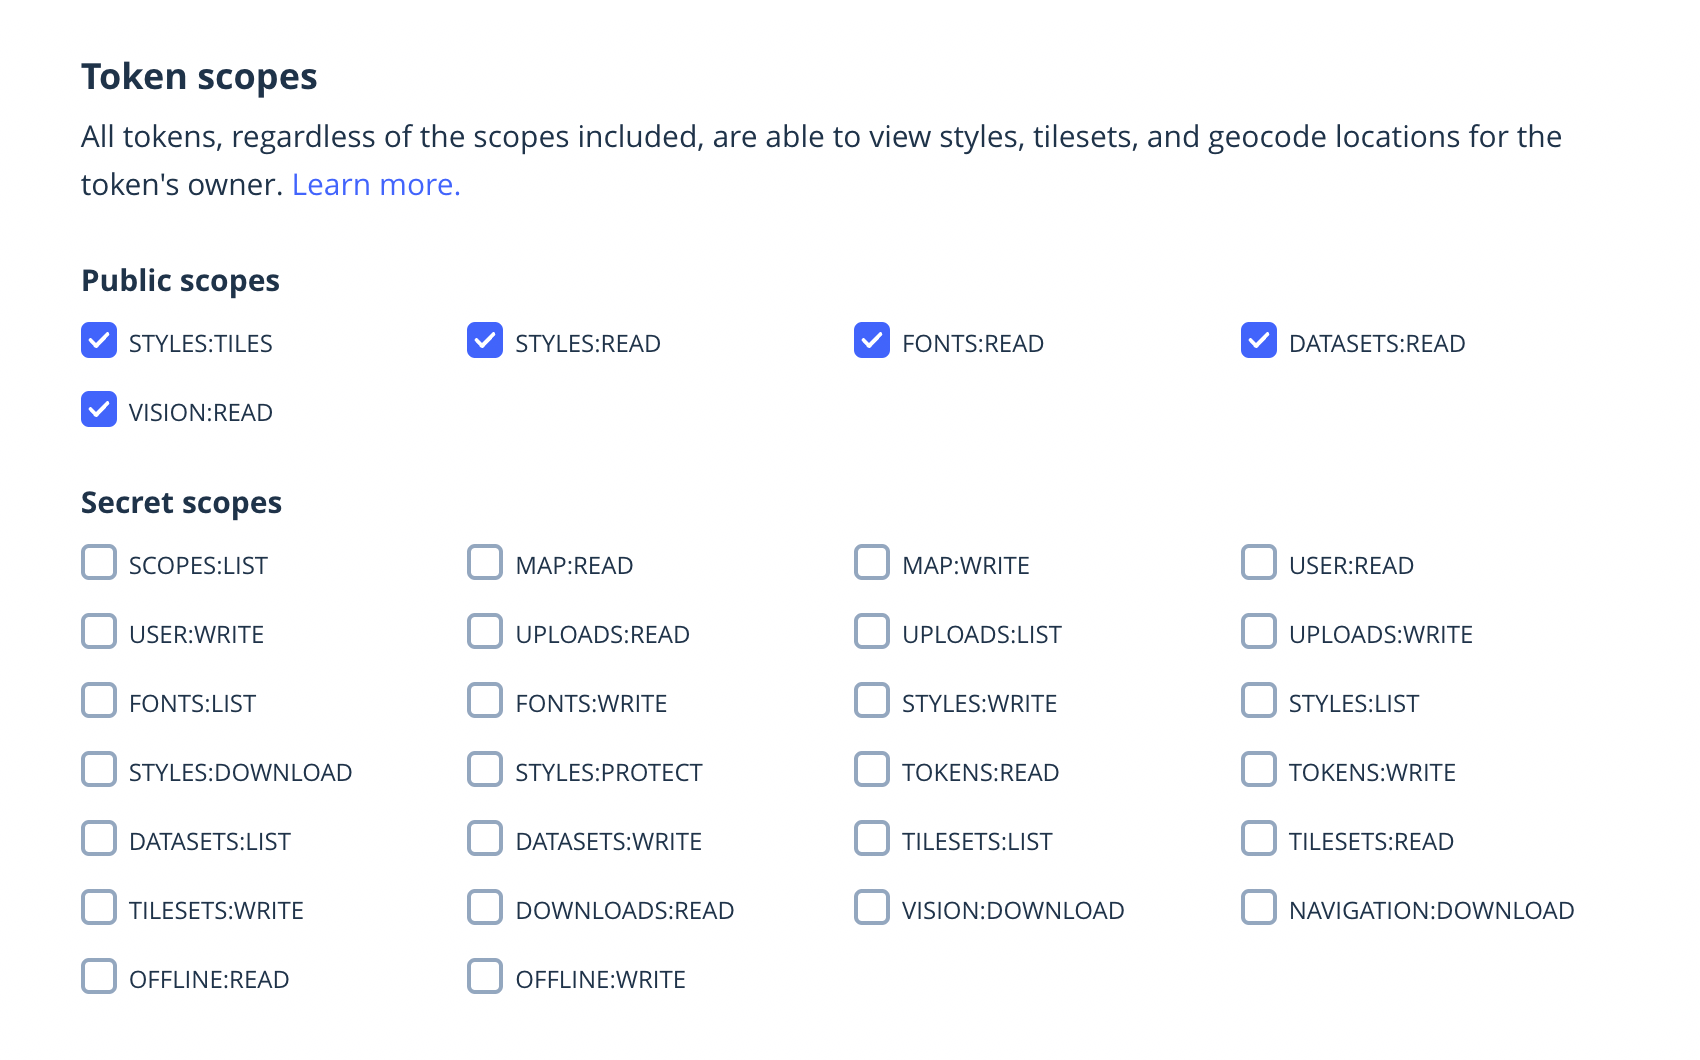 Token scopes
All tokens, regardless of the scopes included, are able to view styles, tilesets, and geocode locations for the
token's owner. Learn more.
Public scopes
STYLES:TILES STYLES:READ FONTS:READ DATASETS:READ
VISION:READ
Secret scopes
SCOPES:LIST MAP:READ MAP:WRITE USER:READ
USER:WRITE UPLOADS:READ UPLOADS:LIST UPLOADS:WRITE
FONTS:LIST FONTS:WRITE STYLES:WRITE STYLES:LIST
STYLES:DOWNLOAD STYLES:PROTECT TOKENS:READ TOKENS:WRITE
DATASETS:LIST DATASETS:WRITE TILESETS:LIST TILESETS:READ
TILESETS:WRITE DOWNLOADS:READ VISION:DOWNLOAD NAVIGATION:DOWNLOAD
OFFLINE:READ OFFLINE:WRITE